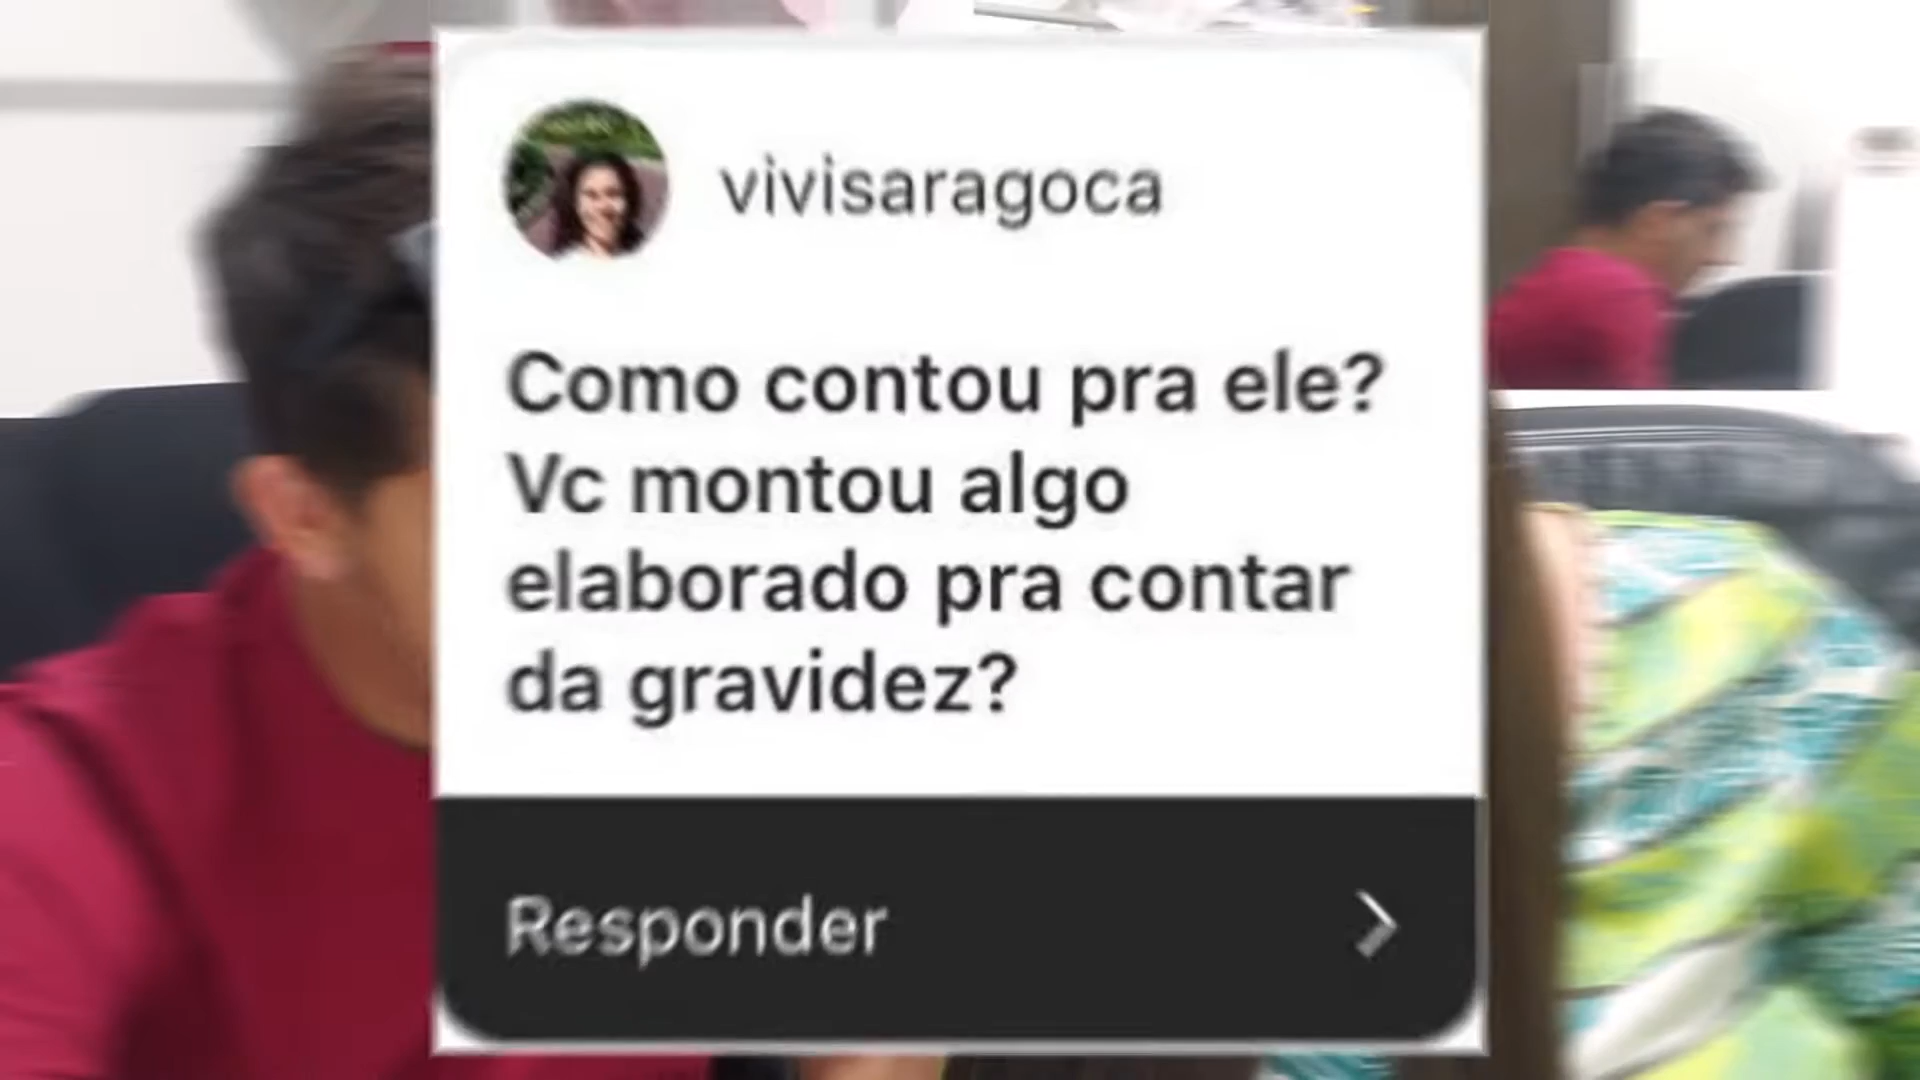 vivisaragoca
Como contou pra ele?
Vc montou algo
elaborado pra contar
da gravidez?
Responder